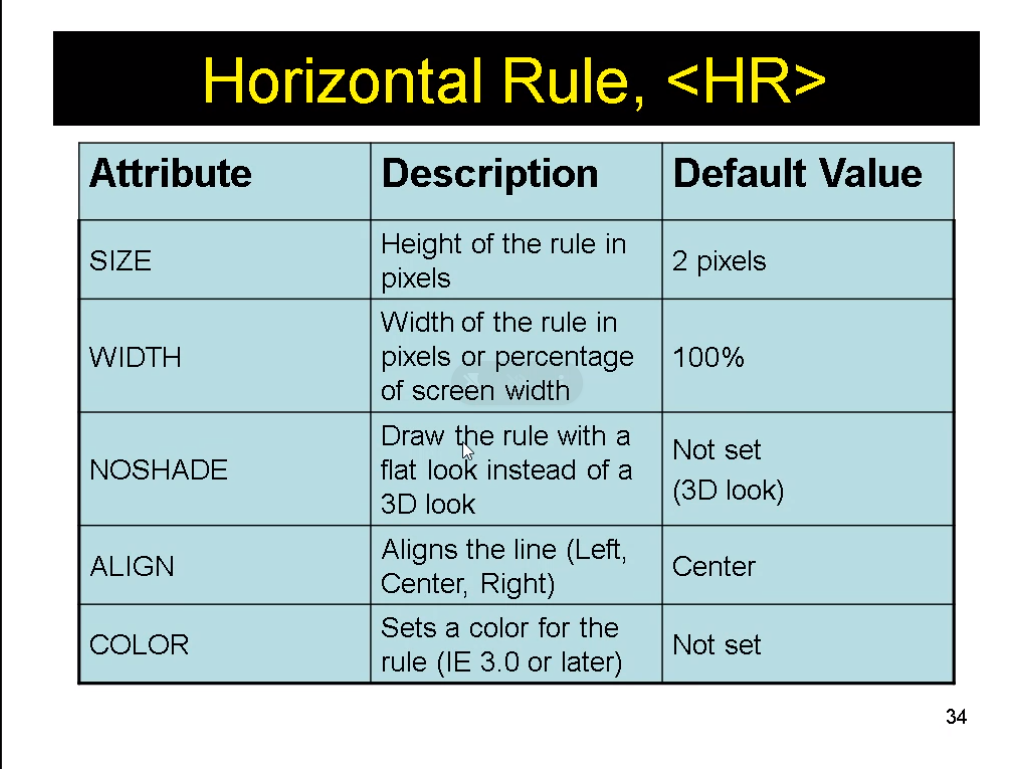 Horizontal Rule, <HR>
Attribute
Description
Default Value
SIZE
Height of the rule in
pixels
2 pixels
WIDTH
Width of the rule in
pixels or percentage
of screen width
100%
NOSHADE
Draw the rule with a
flat look instead of a
3D look
Not set
(3D look)
ALIGN
Aligns the line (Left,
Center, Right)
Center
COLOR
Sets a color for the
rule (IE 3.0 or later)
Not set
34